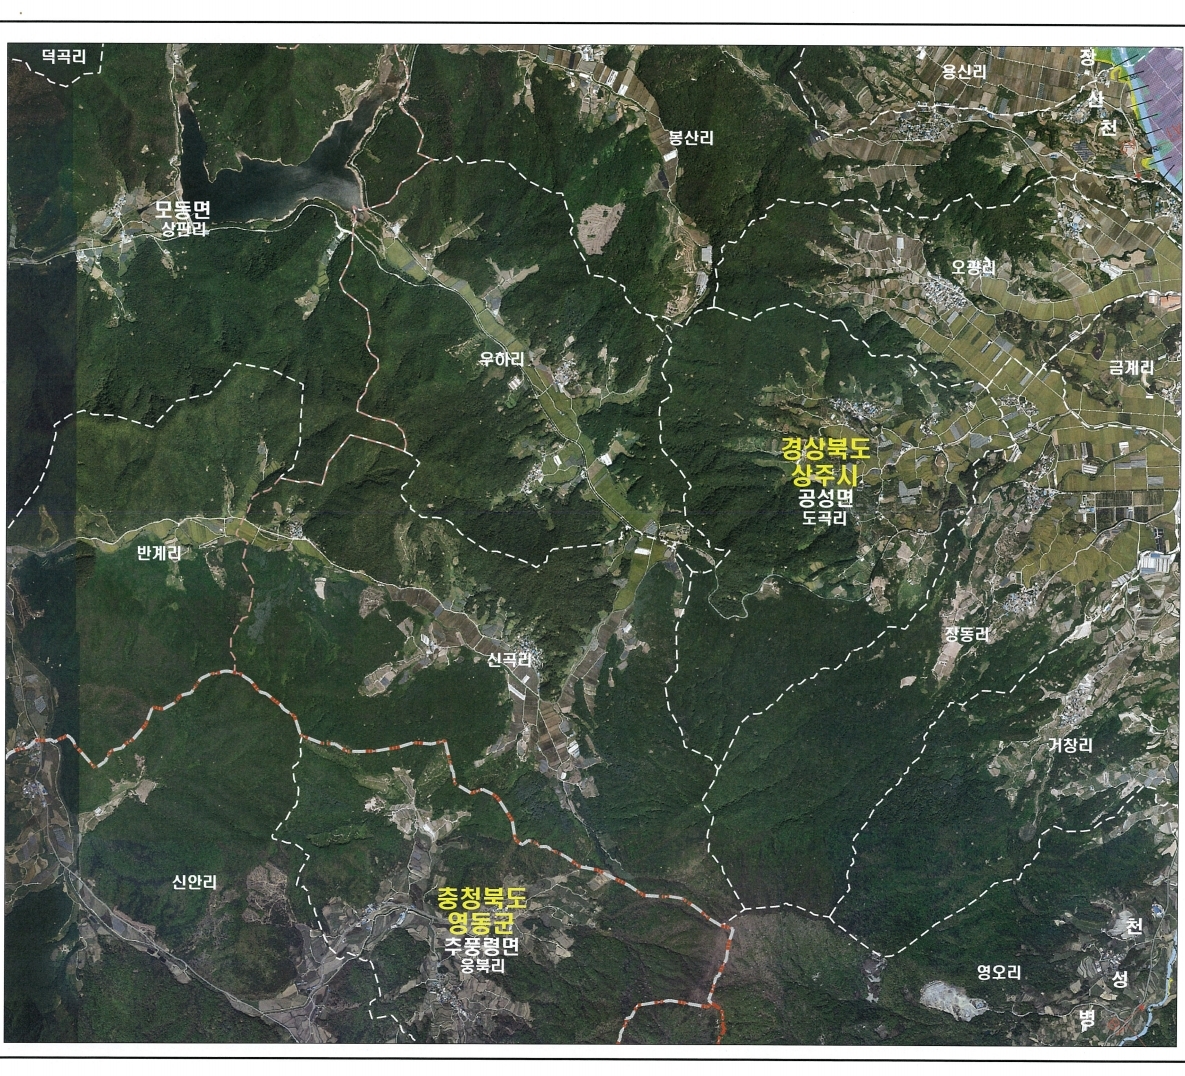 덕곡리
용산리
장
산
천
봉산리
모동면
상판리
오광리
우하리
금계리
경상북도
상주시
공성면
도곡리
반계리
장동리
신곡리
거창리
신안리
충청북도
영동군
추풍령면
웅북리
영오리
천
성
병